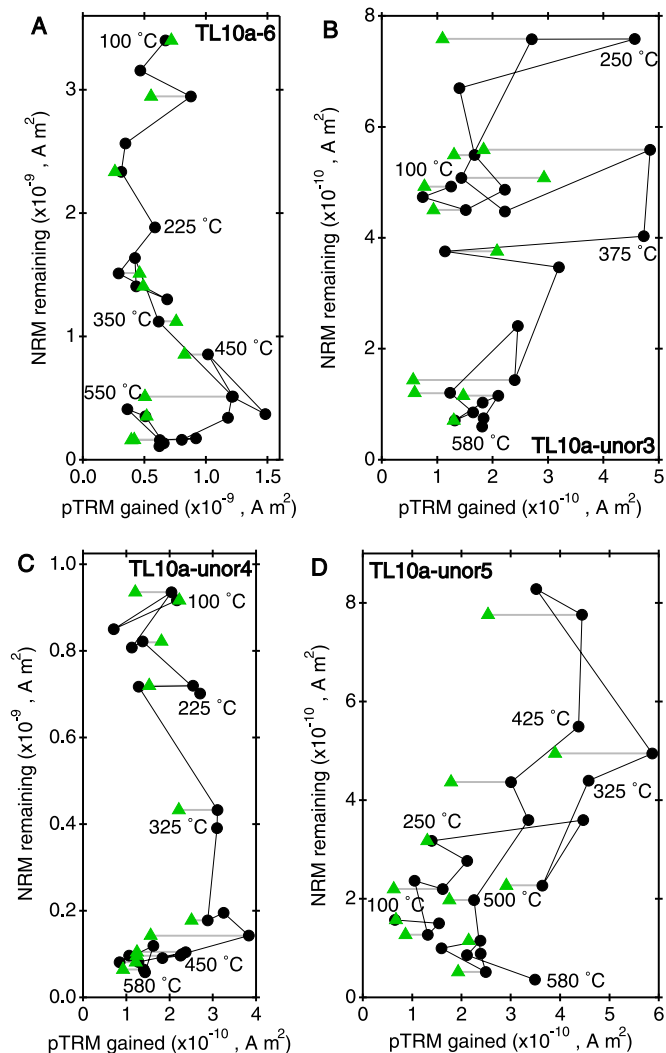 A
TL10a-6
100 °C
225 °C
350 °C
450 °C
550 °C
NRM remaining (x10⁻⁹ , A m²)
3
2
1
0
0.0
0.5
1.0
1.5
pTRM gained (x10⁻⁹ , A m²)
B
250 °C
100 °C
375 °C
580 °C
TL10a-unor3
NRM remaining (x10⁻¹⁰ , A m²)
8
6
4
2
0
0
1
2
3
4
5
pTRM gained (x10⁻¹⁰ , A m²)
C
TL10a-unor4
100 °C
225 °C
325 °C
450 °C
580 °C
NRM remaining (x10⁻⁹ , A m²)
1.0
0.8
0.6
0.4
0.2
0.0
0
1
2
3
4
pTRM gained (x10⁻¹⁰ , A m²)
D
TL10a-unor5
425 °C
325 °C
250 °C
100 °C
500 °C
580 °C
NRM remaining (x10⁻¹⁰ , A m²)
8
6
4
2
0
0
1
2
3
4
5
6
pTRM gained (x10⁻¹⁰ , A m²)